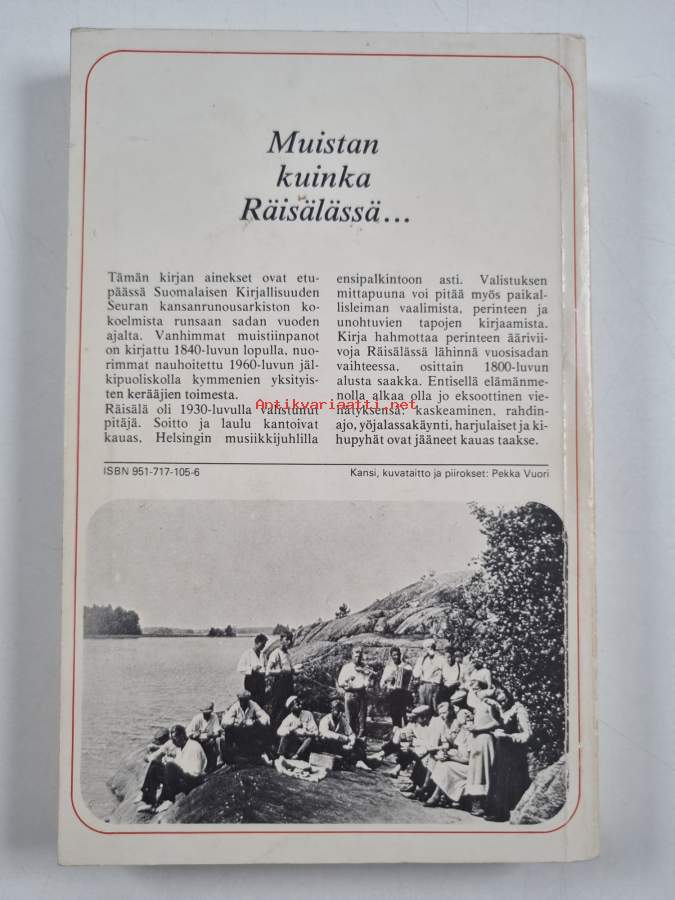 Muistan
kuinka
Räisälässä...
Tämän kirjan ainekset ovat etu-
päässä Suomalaisen Kirjallisuuden
Seuran kansanrunousarkiston ko-
koelmista runsaan sadan vuoden
ajalta. Vanhimmat muistiinpanot
on kirjattu 1840-luvun lopulla, nuo-
rimmat nauhoitettu 1960-luvun jäl-
kipuoliskolla kymmenien yksityis-
ten kerääjien toimesta.
Räisälä oli 1930-luvulla valistunut
pitäjä. Soitto ja laulu kantoivat
kauas, Helsingin musiikkijuhlilla
ensipalkintoon asti. Valistuksen
mittapuuna voi pitää myös paikal-
lisleiman vaalimista, perinteen ja
unohtuvien tapojen kirjaamista.
Kirja hahmottaa perinteen ääriviivi-
voja Räisälässä lähinnä vuosisadan
vaihteessa, osittain 1800-luvun
alusta saakka. Entisellä elämänme-
nolla alkaa olla jo eksoottinen vie-
hätyksensä: kaskeaminen, rahdin-
ajo, yöjalassakäynti, harjulaiset ja ki-
hupyhät ovat jääneet kauas taakse.
Antikvariaatti.net
ISBN 951-717-105-6
Kansi, kuvataitto ja piirokset: Pekka Vuori